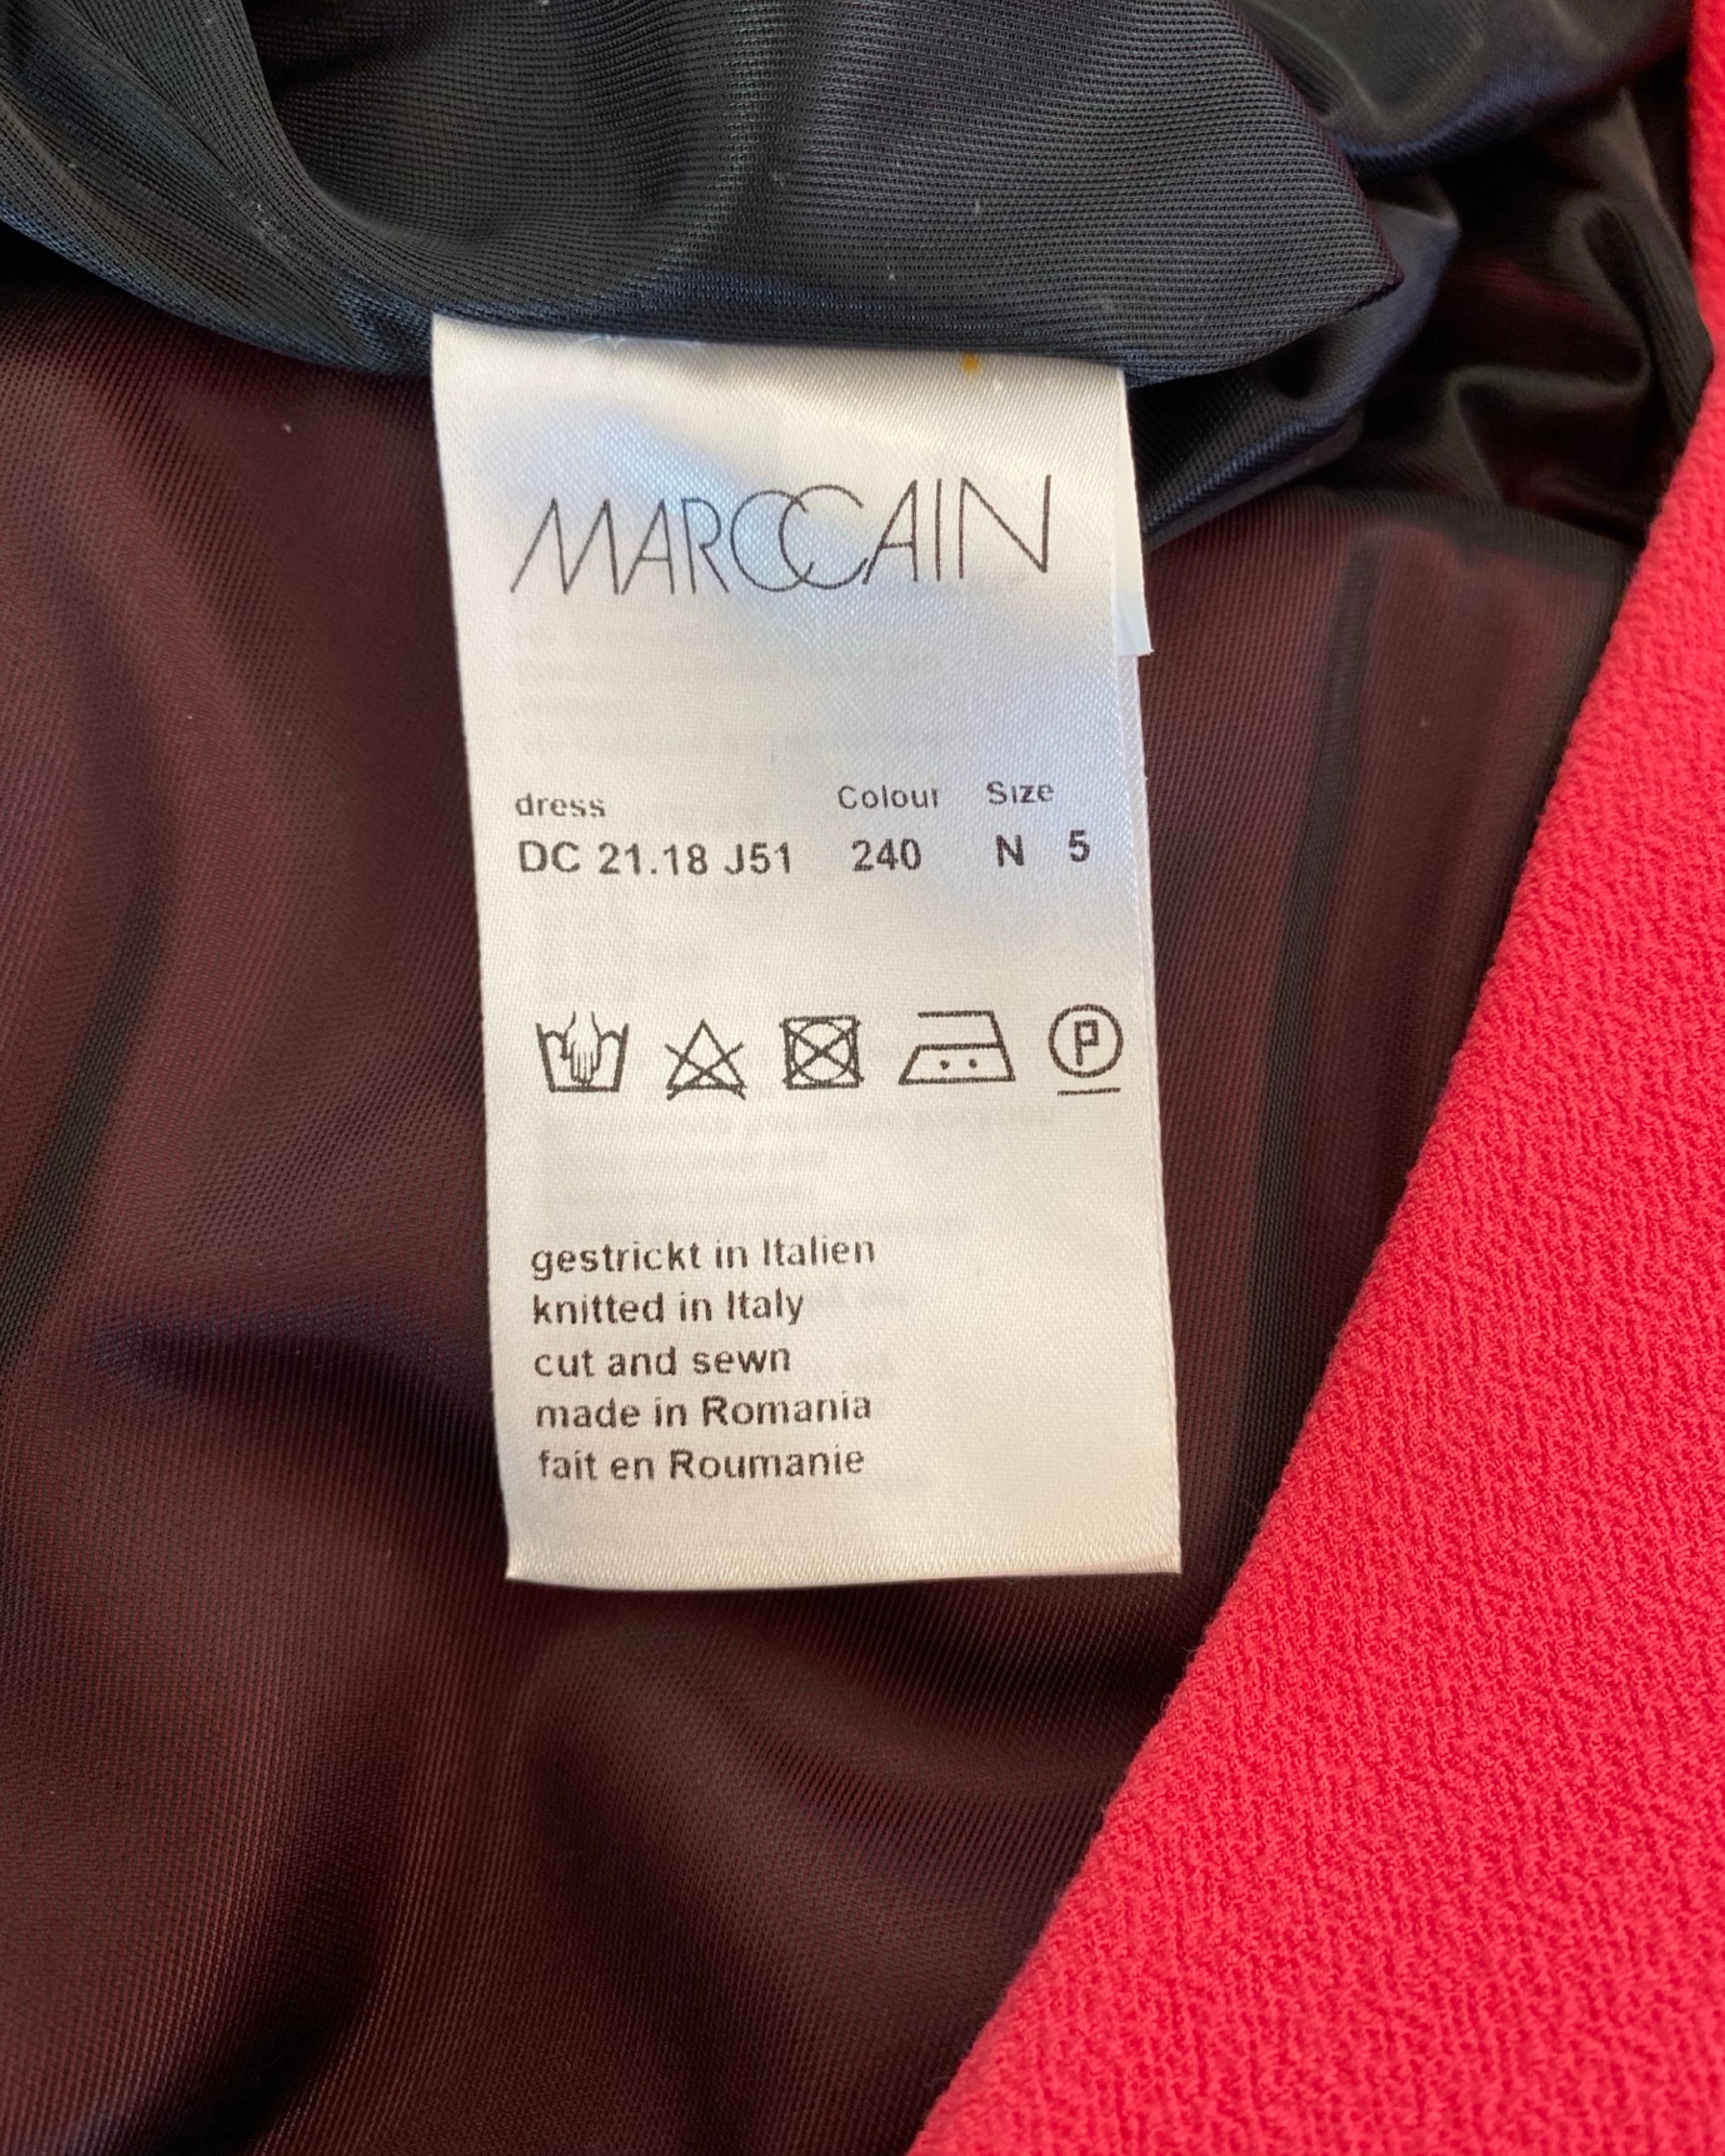 MARCCAIN
dress Colour Size
DC 21.18 J51 240 N 5
P
gestrickt in Italien
knitted in Italy
cut and sewn
made in Romania
fait en Roumanie